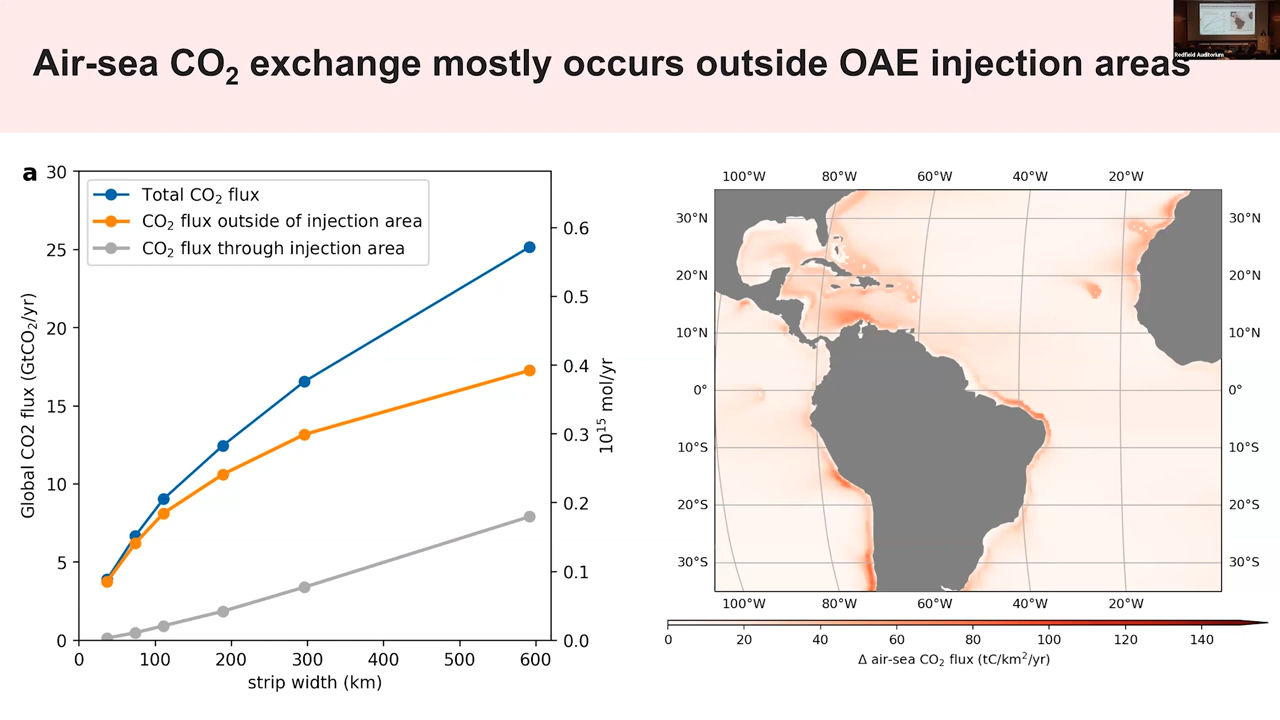 Air-sea CO₂ exchange mostly occurs outside OAE injection areas
Redfield Auditorium
a
Total CO₂ flux
CO₂ flux outside of injection area
CO₂ flux through injection area
Global CO2 flux (GtCO₂/yr)
30
25
20
15
10
5
0
0.6
0.5
0.4
0.3
0.2
0.1
0.0
10¹⁵ mol/yr
0 100 200 300 400 500 600
strip width (km)
100°W 80°W 60°W 40°W 20°W
30°N 30°N
20°N 20°N
10°N 10°N
0° 0°
10°S 10°S
20°S 20°S
30°S 30°S
100°W 80°W 60°W 40°W 20°W
0 20 40 60 80 100 120 140
Δ air-sea CO₂ flux (tC/km²/yr)